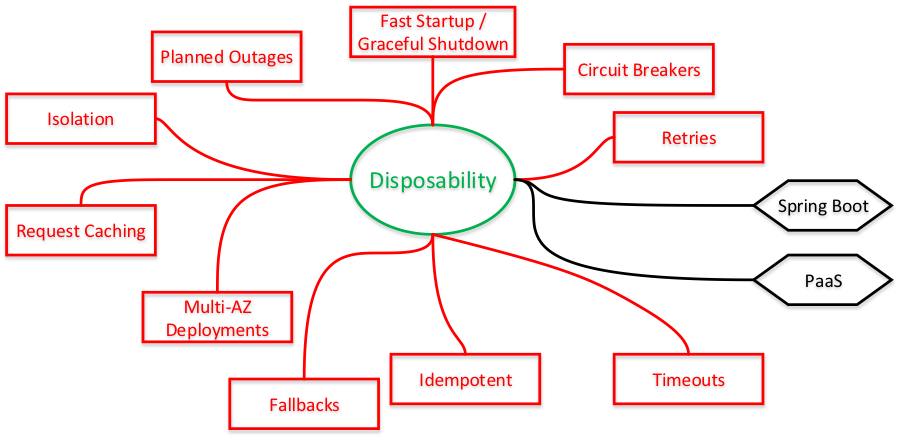 Fast Startup /
Graceful Shutdown
Planned Outages
Circuit Breakers
Isolation
Retries
Disposability
Spring Boot
Request Caching
PaaS
Multi-AZ
Deployments
Idempotent
Timeouts
Fallbacks